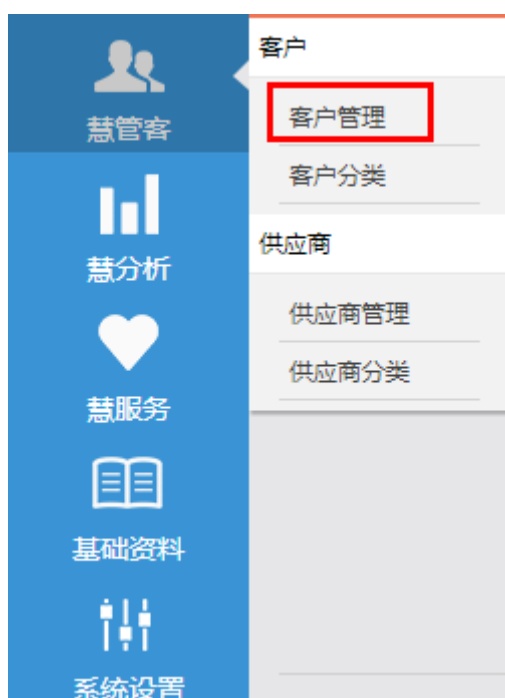 慧管客
慧分析
慧服务
基础资料
系统设置
客户
客户管理
客户分类
供应商
供应商管理
供应商分类